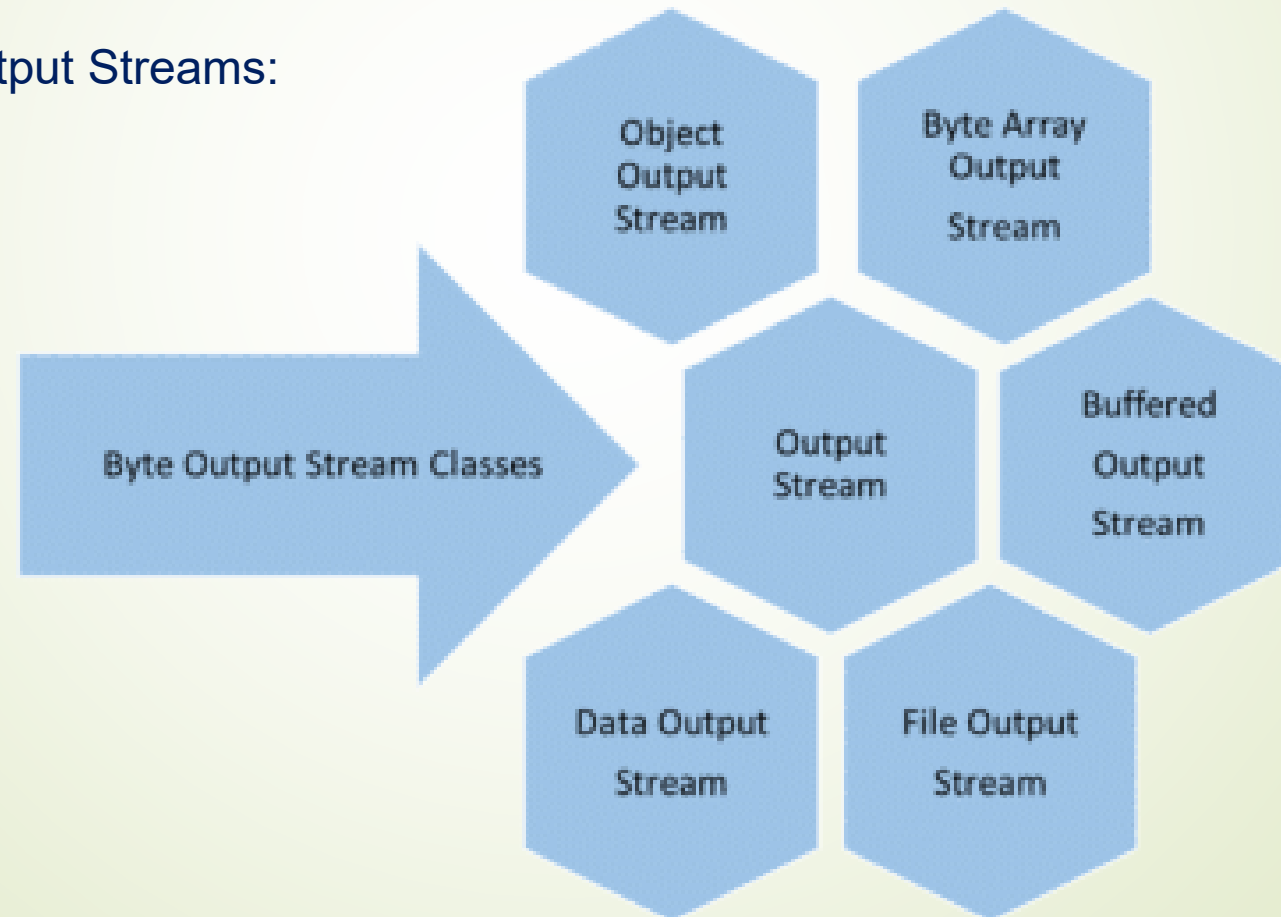 tput Streams:
Object
Output
Stream
Byte Array
Output
Stream
Byte Output Stream Classes
Output
Stream
Buffered
Output
Stream
Data Output
Stream
File Output
Stream